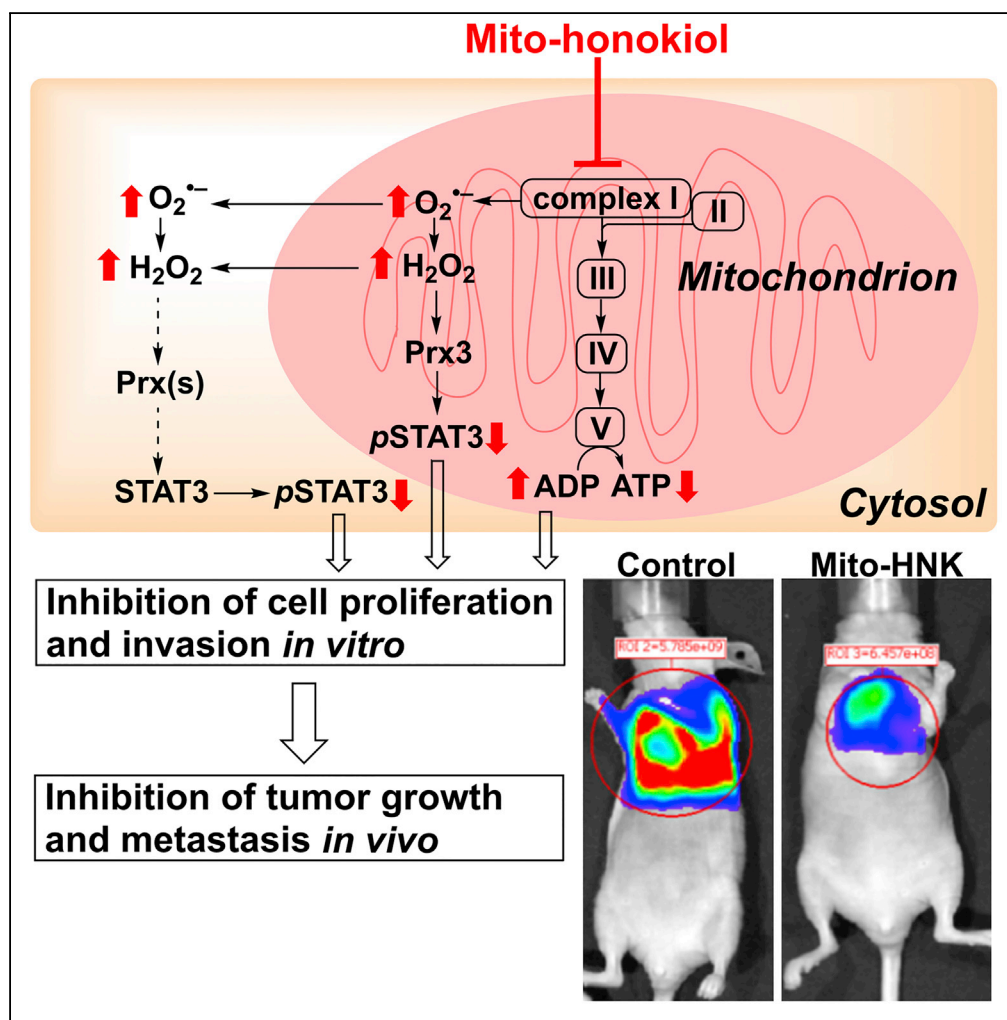 Mito-honokiol
complex I
II
III
Mitochondrion
IV
V
ADP ATP
O₂•–
H₂O₂
Prx3
pSTAT3
O₂•–
H₂O₂
Prx(s)
STAT3
pSTAT3
Cytosol
Inhibition of cell proliferation
and invasion in vitro
Inhibition of tumor growth
and metastasis in vivo
Control
ROI 2=5.785e+09
Mito-HNK
ROI 3=6.457e+08